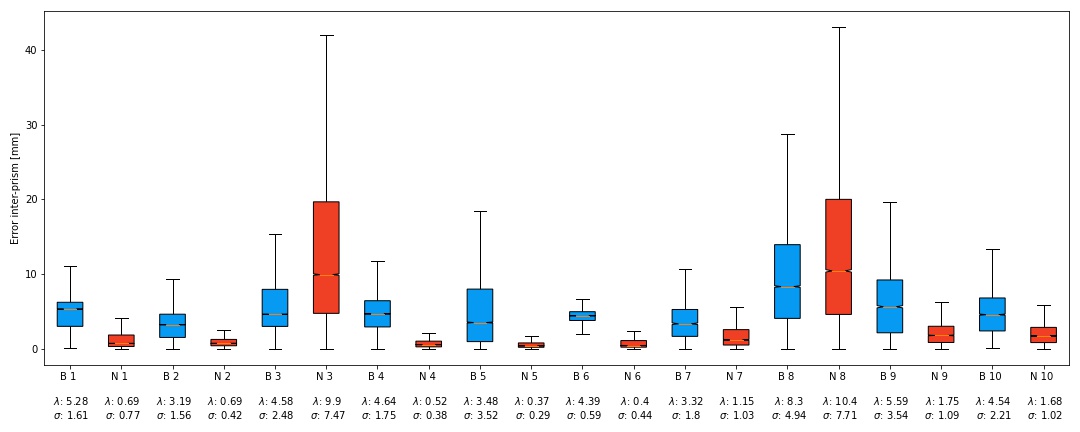 Error inter-prism [mm]
40
30
20
10
0
B 1 N 1 B 2 N 2 B 3 N 3 B 4 N 4 B 5 N 5 B 6 N 6 B 7 N 7 B 8 N 8 B 9 N 9 B 10 N 10
λ: 5.28 λ: 0.69 λ: 3.19 λ: 0.69 λ: 4.58 λ: 9.9 λ: 4.64 λ: 0.52 λ: 3.48 λ: 0.37 λ: 4.39 λ: 0.4 λ: 3.32 λ: 1.15 λ: 8.3 λ: 10.4 λ: 5.59 λ: 1.75 λ: 4.54 λ: 1.68
σ: 1.61 σ: 0.77 σ: 1.56 σ: 0.42 σ: 2.48 σ: 7.47 σ: 1.75 σ: 0.38 σ: 3.52 σ: 0.29 σ: 0.59 σ: 0.44 σ: 1.8 σ: 1.03 σ: 4.94 σ: 7.71 σ: 3.54 σ: 1.09 σ: 2.21 σ: 1.02